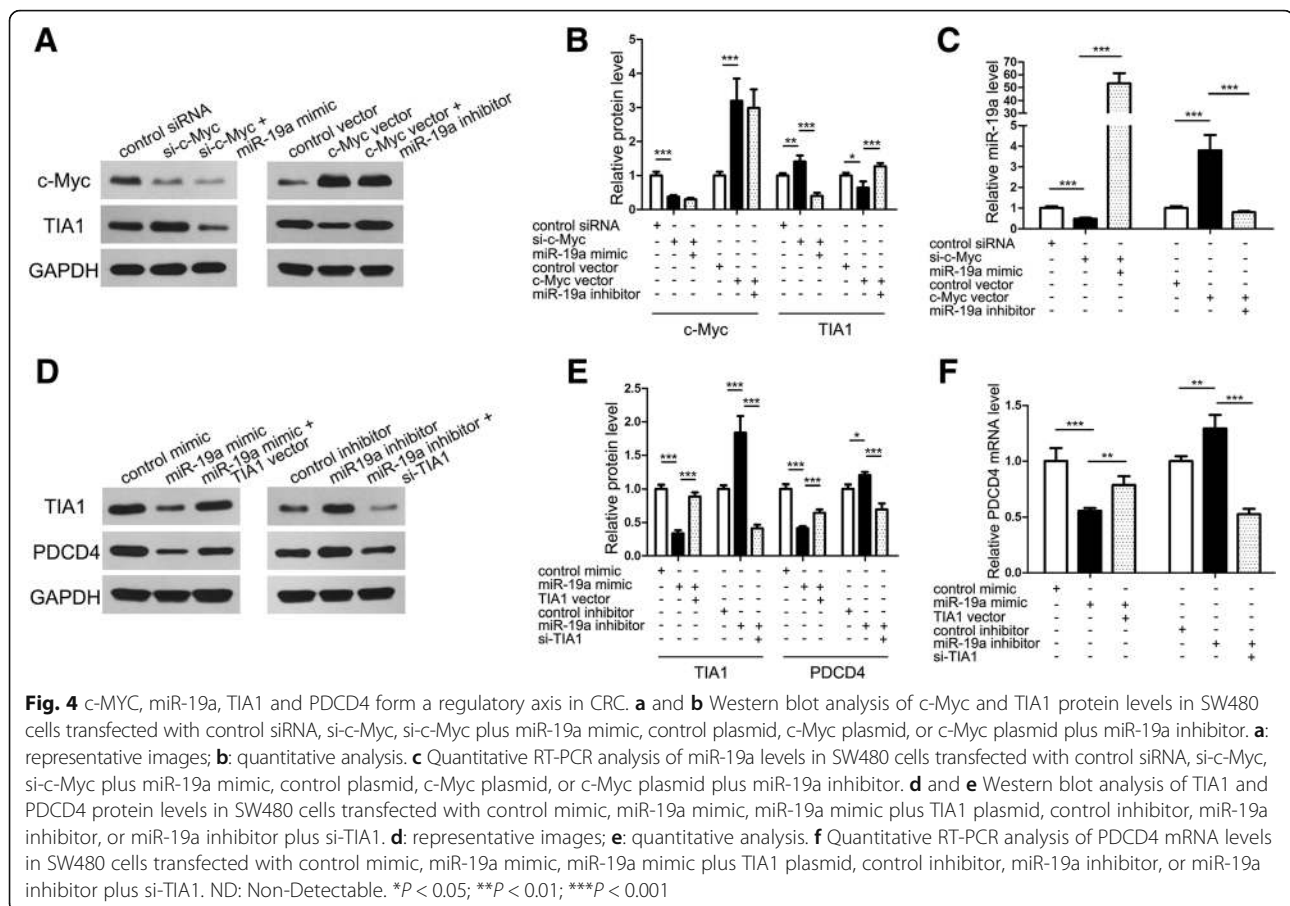 A
control siRNA
si-c-Myc
si-c-Myc +
miR-19a mimic
control vector
c-Myc vector
c-Myc vector +
miR-19a inhibitor
c-Myc
TIA1
GAPDH
B
Relative protein level
5
4
3
2
1
0
***
***
**
***
*
***
control siRNA + - - - - - + - - - - -
si-c-Myc - + + - - - - + + - - -
miR-19a mimic - - + - - - - - + - - -
control vector - - - + - - - - - + - -
c-Myc vector - - - - + + - - - - + +
miR-19a inhibitor - - - - - + - - - - - +
c-Myc TIA1
C
Relative miR-19a level
70
60
50
40
30
6
4
2
0
***
***
***
***
control siRNA + - - - - -
si-c-Myc - + + - - -
miR-19a mimic - - + - - -
control vector - - - + - -
c-Myc vector - - - - + +
miR-19a inhibitor - - - - - +
D
control mimic
miR-19a mimic
miR-19a mimic +
TIA1 vector
control inhibitor
miR19a inhibitor
miR-19a inhibitor +
si-TIA1
TIA1
PDCD4
GAPDH
E
Relative protein level
2.5
2.0
1.5
1.0
0.5
0.0
***
***
***
***
***
***
*
***
control mimic + - - - - - + - - - - -
miR-19a mimic - + + - - - - + + - - -
TIA1 vector - - + - - - - - + - - -
control inhibitor - - - + - - - - - + - -
miR-19a inhibitor - - - - + + - - - - + +
si-TIA1 - - - - - + - - - - - +
TIA1 PDCD4
F
Relative PDCD4 mRNA level
1.5
1.0
0.5
0.0
***
**
**
***
control mimic + - - - - -
miR-19a mimic - + + - - -
TIA1 vector - - + - - -
control inhibitor - - - + - -
miR-19a inhibitor - - - - + +
si-TIA1 - - - - - +
Fig. 4 c-MYC, miR-19a, TIA1 and PDCD4 form a regulatory axis in CRC. a and b Western blot analysis of c-Myc and TIA1 protein levels in SW480
cells transfected with control siRNA, si-c-Myc, si-c-Myc plus miR-19a mimic, control plasmid, c-Myc plasmid, or c-Myc plasmid plus miR-19a inhibitor. a:
representative images; b: quantitative analysis. c Quantitative RT-PCR analysis of miR-19a levels in SW480 cells transfected with control siRNA, si-c-Myc,
si-c-Myc plus miR-19a mimic, control plasmid, c-Myc plasmid, or c-Myc plasmid plus miR-19a inhibitor. d and e Western blot analysis of TIA1 and
PDCD4 protein levels in SW480 cells transfected with control mimic, miR-19a mimic, miR-19a mimic plus TIA1 plasmid, control inhibitor, miR-19a
inhibitor, or miR-19a inhibitor plus si-TIA1. d: representative images; e: quantitative analysis. f Quantitative RT-PCR analysis of PDCD4 mRNA levels
in SW480 cells transfected with control mimic, miR-19a mimic, miR-19a mimic plus TIA1 plasmid, control inhibitor, miR-19a inhibitor, or miR-19a
inhibitor plus si-TIA1. ND: Non-Detectable. *P < 0.05; **P < 0.01; ***P < 0.001